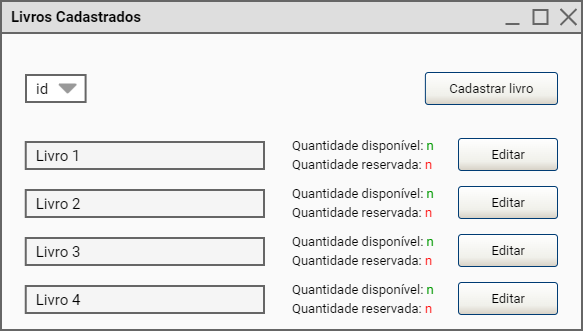 Livros Cadastrados
id
Cadastrar livro
Livro 1
Quantidade disponível: n
Quantidade reservada: n
Editar
Livro 2
Quantidade disponível: n
Quantidade reservada: n
Editar
Livro 3
Quantidade disponível: n
Quantidade reservada: n
Editar
Livro 4
Quantidade disponível: n
Quantidade reservada: n
Editar